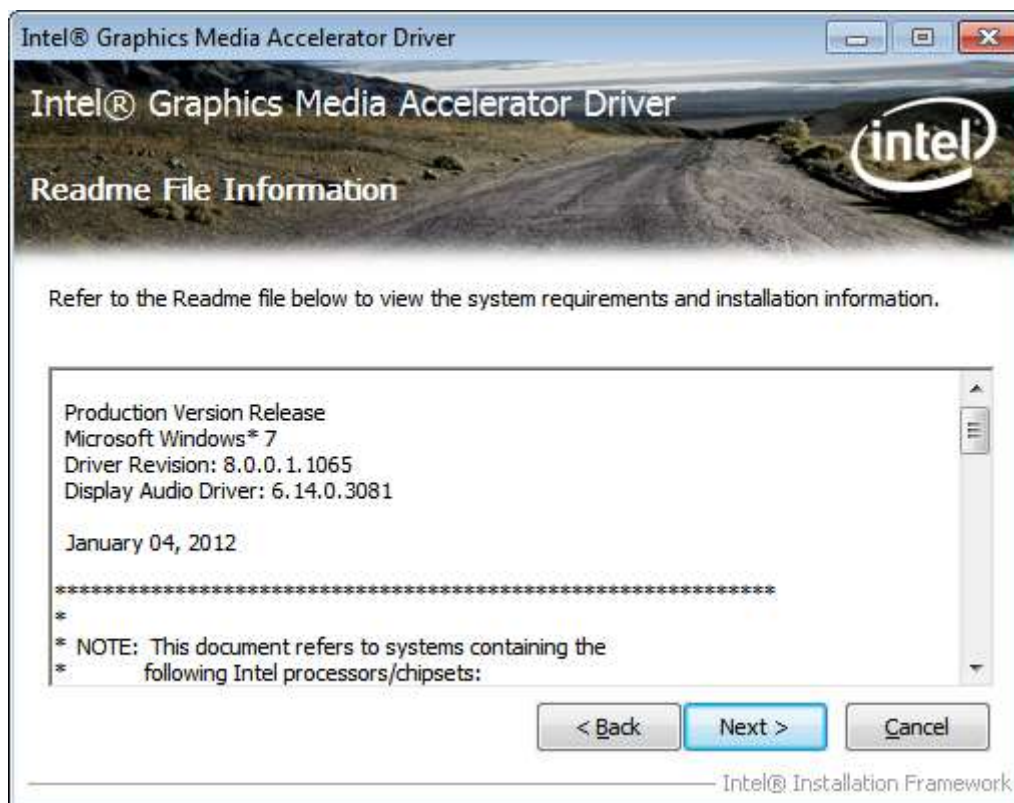 Intel® Graphics Media Accelerator Driver
Intel® Graphics Media Accelerator Driver
intel
Readme File Information
Refer to the Readme file below to view the system requirements and installation information.
Production Version Release
Microsoft Windows* 7
Driver Revision: 8.0.0.1.1065
Display Audio Driver: 6.14.0.3081
January 04, 2012
************************************************************
*
* NOTE: This document refers to systems containing the
* following Intel processors/chipsets:
< Back Next > Cancel
Intel® Installation Framework